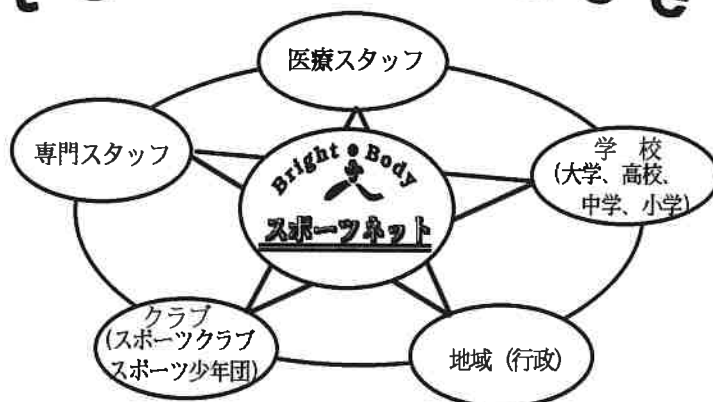 医療スタッフ
専門スタッフ
学 校
(大学、高校、
中学、小学)
Bright Body
スポーツネット
クラブ
(スポーツクラブ
スポーツ少年団)
地域 (行政)